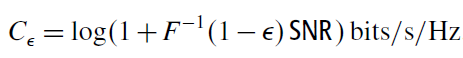 C_ϵ = log(1 + F⁻¹(1 − ϵ) SNR) bits/s/Hz